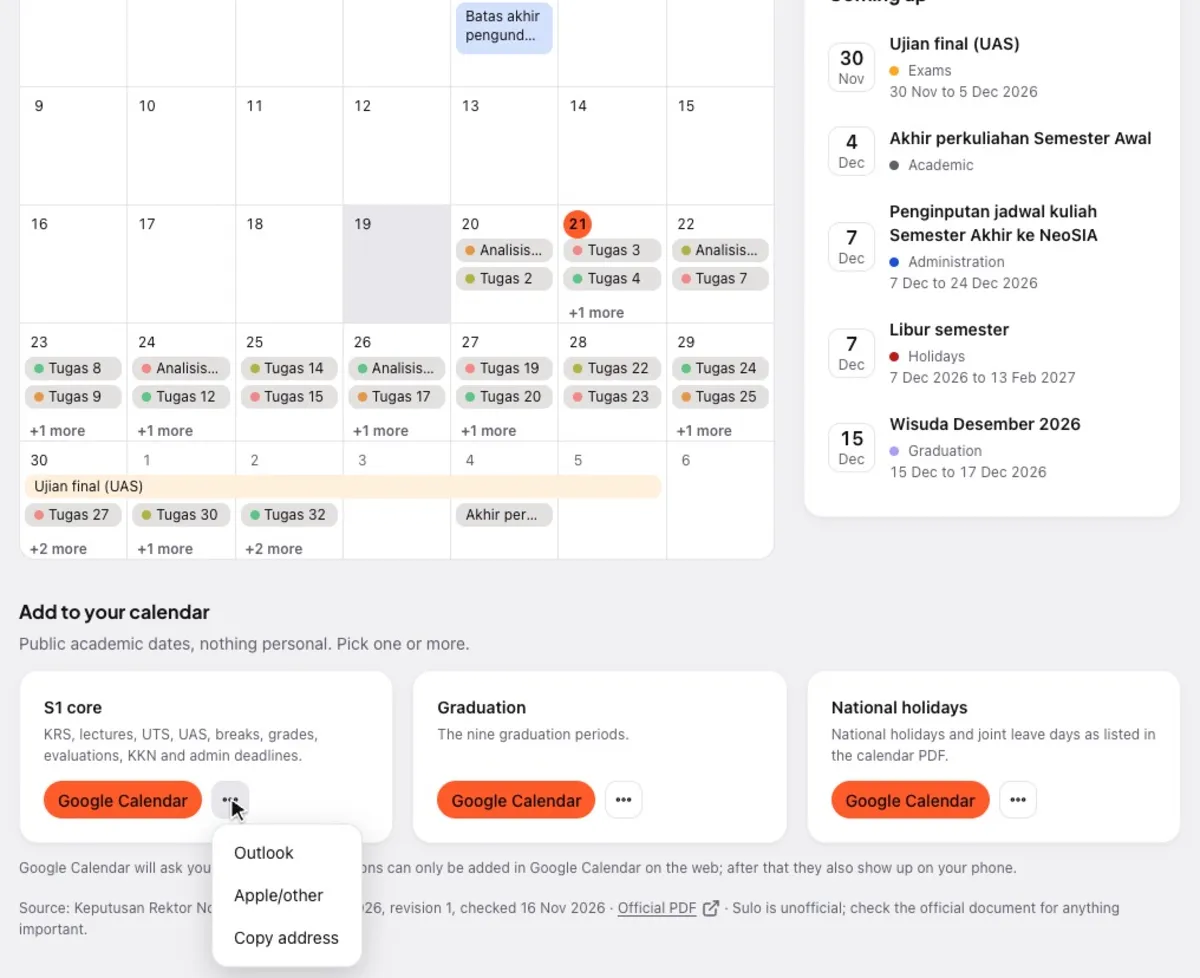 Batas akhir
pengund...
9
10
11
12
13
14
15
16
17
18
19
20
Analisis...
Tugas 2
21
Tugas 3
Tugas 4
+1 more
22
Analisis...
Tugas 7
23
Tugas 8
Tugas 9
+1 more
24
Analisis...
Tugas 12
+1 more
25
Tugas 14
Tugas 15
26
Analisis...
Tugas 17
+1 more
27
Tugas 19
Tugas 20
+1 more
28
Tugas 22
Tugas 23
29
Tugas 24
Tugas 25
+1 more
30
1
2
3
4
5
6
Ujian final (UAS)
Tugas 27
+2 more
Tugas 30
+1 more
Tugas 32
+2 more
Akhir per...
Coming up
30
Nov
Ujian final (UAS)
Exams
30 Nov to 5 Dec 2026
4
Dec
Akhir perkuliahan Semester Awal
Academic
7
Dec
Penginputan jadwal kuliah
Semester Akhir ke NeoSIA
Administration
7 Dec to 24 Dec 2026
7
Dec
Libur semester
Holidays
7 Dec 2026 to 13 Feb 2027
15
Dec
Wisuda Desember 2026
Graduation
15 Dec to 17 Dec 2026
Add to your calendar
Public academic dates, nothing personal. Pick one or more.
S1 core
KRS, lectures, UTS, UAS, breaks, grades,
evaluations, KKN and admin deadlines.
Google Calendar
Outlook
Apple/other
Copy address
Graduation
The nine graduation periods.
Google Calendar
National holidays
National holidays and joint leave days as listed in
the calendar PDF.
Google Calendar
Google Calendar will ask you can only be added in Google Calendar on the web; after that they also show up on your phone.
Source: Keputusan Rektor 26, revision 1, checked 16 Nov 2026 · Official PDF · Sulo is unofficial; check the official document for anything
important.